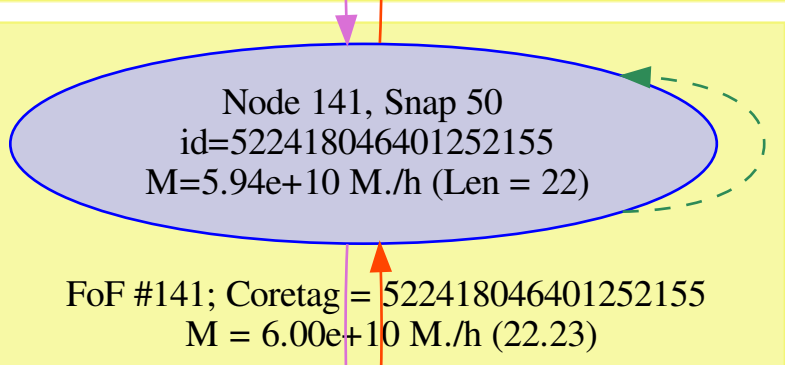 Node 141, Snap 50
id=522418046401252155
M=5.94e+10 M./h (Len = 22)
FoF #141; Coretag = 522418046401252155
M = 6.00e+10 M./h (22.23)